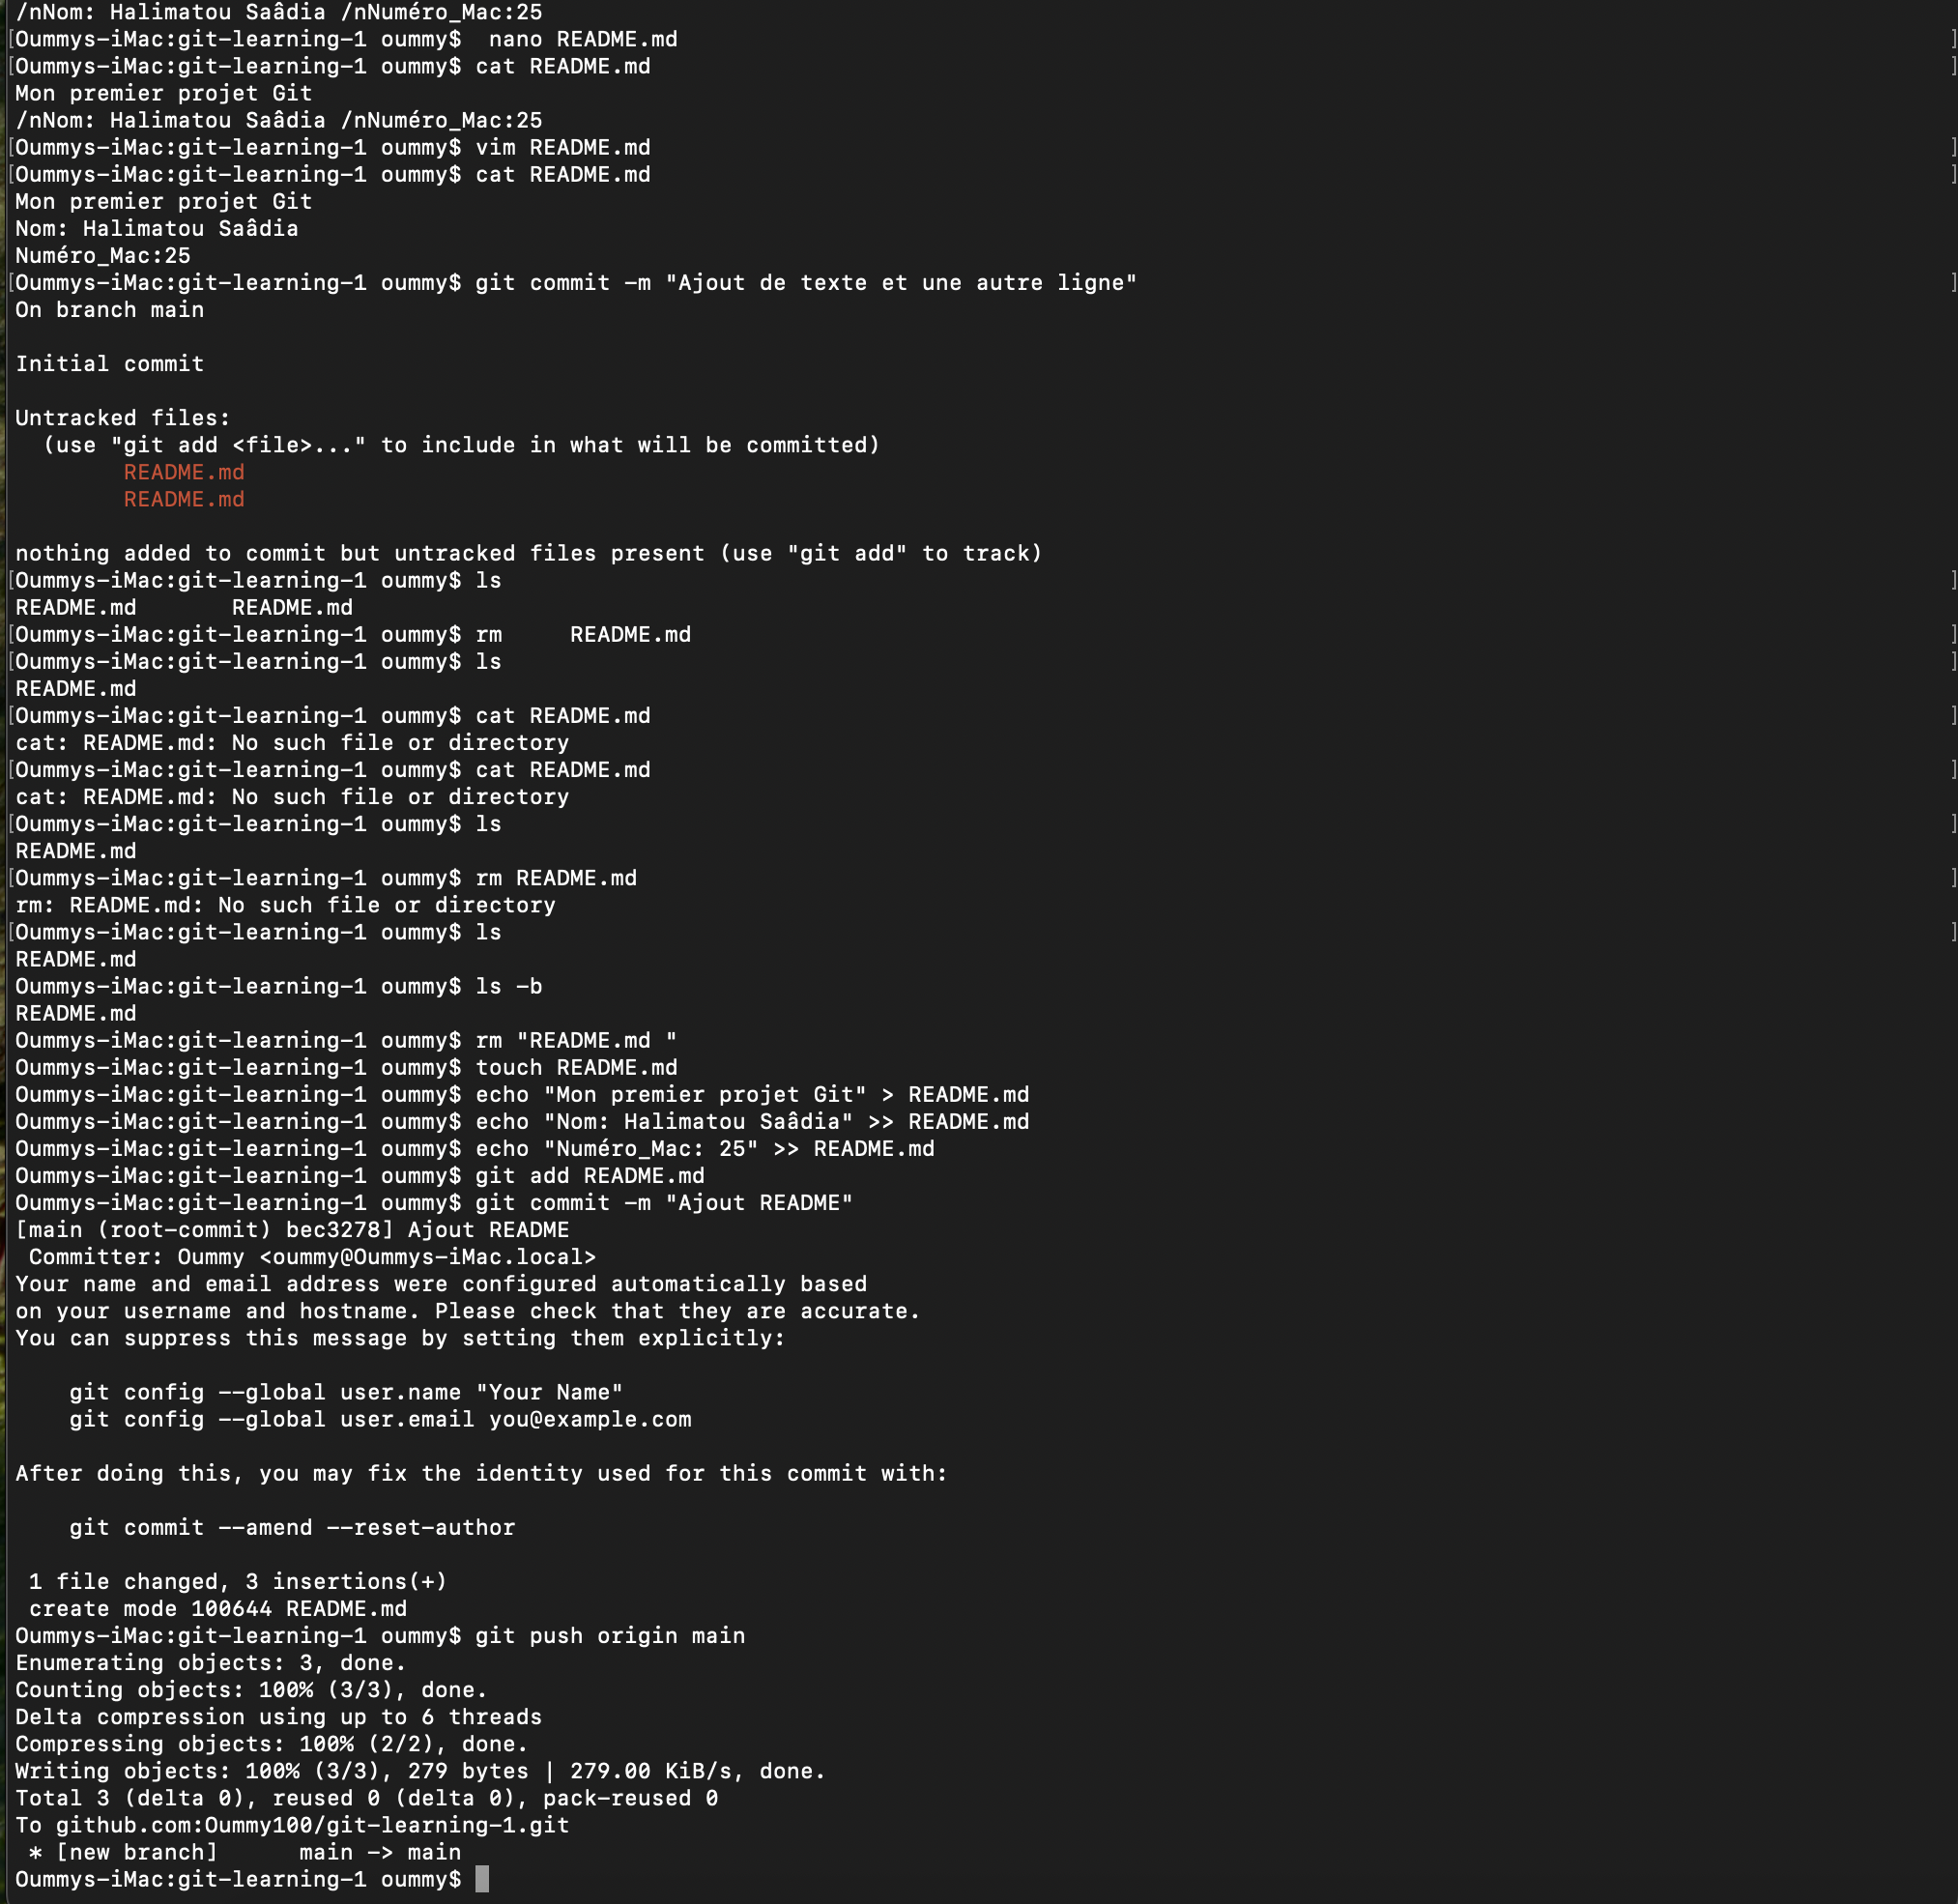 /nNom: Halimatou Saâdia /nNuméro_Mac:25
[Oummys-iMac:git-learning-1 oummy$  nano README.md ]
[Oummys-iMac:git-learning-1 oummy$ cat README.md ]
Mon premier projet Git
/nNom: Halimatou Saâdia /nNuméro_Mac:25
[Oummys-iMac:git-learning-1 oummy$ vim README.md ]
[Oummys-iMac:git-learning-1 oummy$ cat README.md ]
Mon premier projet Git
Nom: Halimatou Saâdia
Numéro_Mac:25
[Oummys-iMac:git-learning-1 oummy$ git commit -m "Ajout de texte et une autre ligne" ]
On branch main
Initial commit
Untracked files:
  (use "git add <file>..." to include in what will be committed)
        README.md
        README.md
nothing added to commit but untracked files present (use "git add" to track)
[Oummys-iMac:git-learning-1 oummy$ ls ]
README.md       README.md
[Oummys-iMac:git-learning-1 oummy$ rm     README.md ]
[Oummys-iMac:git-learning-1 oummy$ ls ]
README.md
[Oummys-iMac:git-learning-1 oummy$ cat README.md ]
cat: README.md: No such file or directory
[Oummys-iMac:git-learning-1 oummy$ cat README.md ]
cat: README.md: No such file or directory
[Oummys-iMac:git-learning-1 oummy$ ls ]
README.md
[Oummys-iMac:git-learning-1 oummy$ rm README.md ]
rm: README.md: No such file or directory
[Oummys-iMac:git-learning-1 oummy$ ls ]
README.md
Oummys-iMac:git-learning-1 oummy$ ls -b
README.md
Oummys-iMac:git-learning-1 oummy$ rm "README.md "
Oummys-iMac:git-learning-1 oummy$ touch README.md
Oummys-iMac:git-learning-1 oummy$ echo "Mon premier projet Git" > README.md
Oummys-iMac:git-learning-1 oummy$ echo "Nom: Halimatou Saâdia" >> README.md
Oummys-iMac:git-learning-1 oummy$ echo "Numéro_Mac: 25" >> README.md
Oummys-iMac:git-learning-1 oummy$ git add README.md
Oummys-iMac:git-learning-1 oummy$ git commit -m "Ajout README"
[main (root-commit) bec3278] Ajout README
 Committer: Oummy <oummy@Oummys-iMac.local>
Your name and email address were configured automatically based
on your username and hostname. Please check that they are accurate.
You can suppress this message by setting them explicitly:
    git config --global user.name "Your Name"
    git config --global user.email you@example.com
After doing this, you may fix the identity used for this commit with:
    git commit --amend --reset-author
 1 file changed, 3 insertions(+)
 create mode 100644 README.md
Oummys-iMac:git-learning-1 oummy$ git push origin main
Enumerating objects: 3, done.
Counting objects: 100% (3/3), done.
Delta compression using up to 6 threads
Compressing objects: 100% (2/2), done.
Writing objects: 100% (3/3), 279 bytes | 279.00 KiB/s, done.
Total 3 (delta 0), reused 0 (delta 0), pack-reused 0
To github.com:Oummy100/git-learning-1.git
 * [new branch]      main -> main
Oummys-iMac:git-learning-1 oummy$